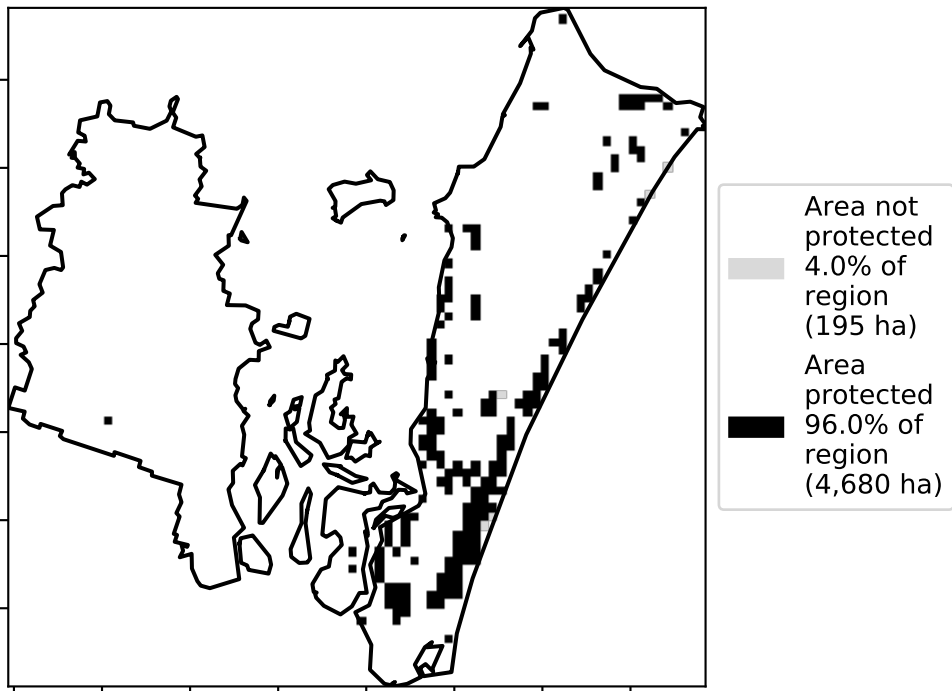 Area not
protected
4.0% of
region
(195 ha)
Area
protected
96.0% of
region
(4,680 ha)